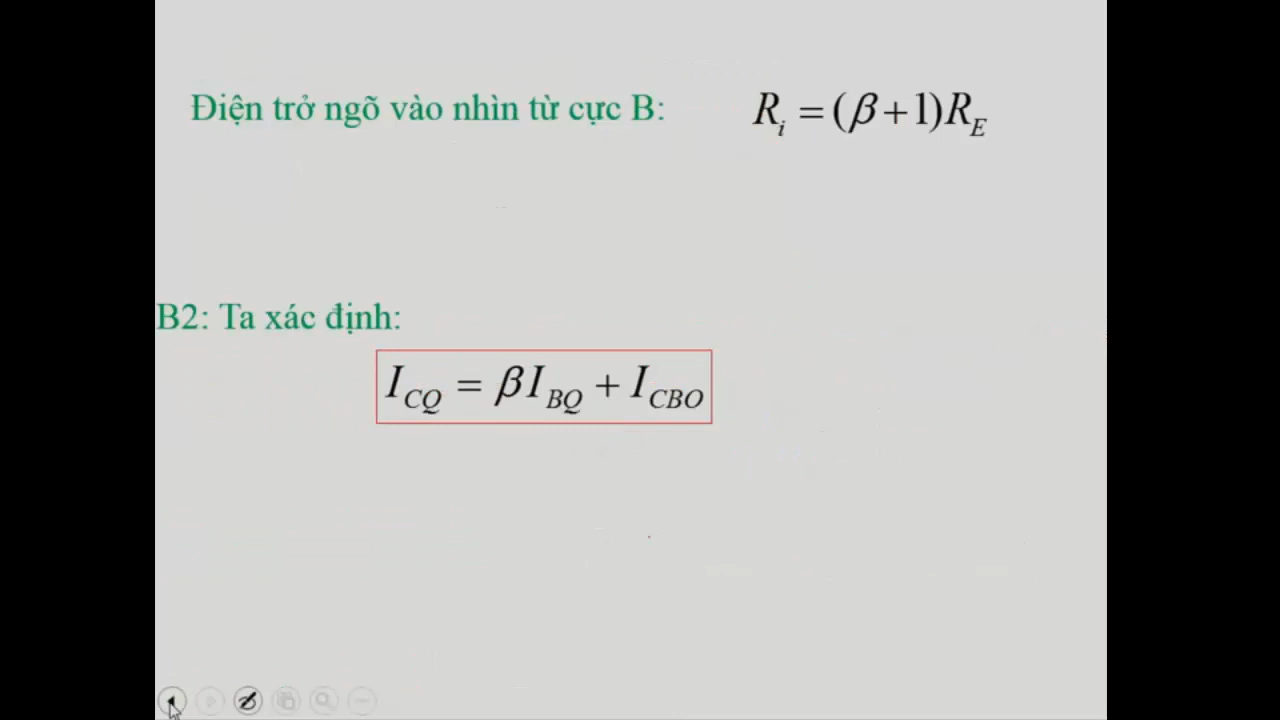 Điện trở ngõ vào nhìn từ cực B: R_i = (β + 1)R_E
B2: Ta xác định:
I_CQ = βI_BQ + I_CBO